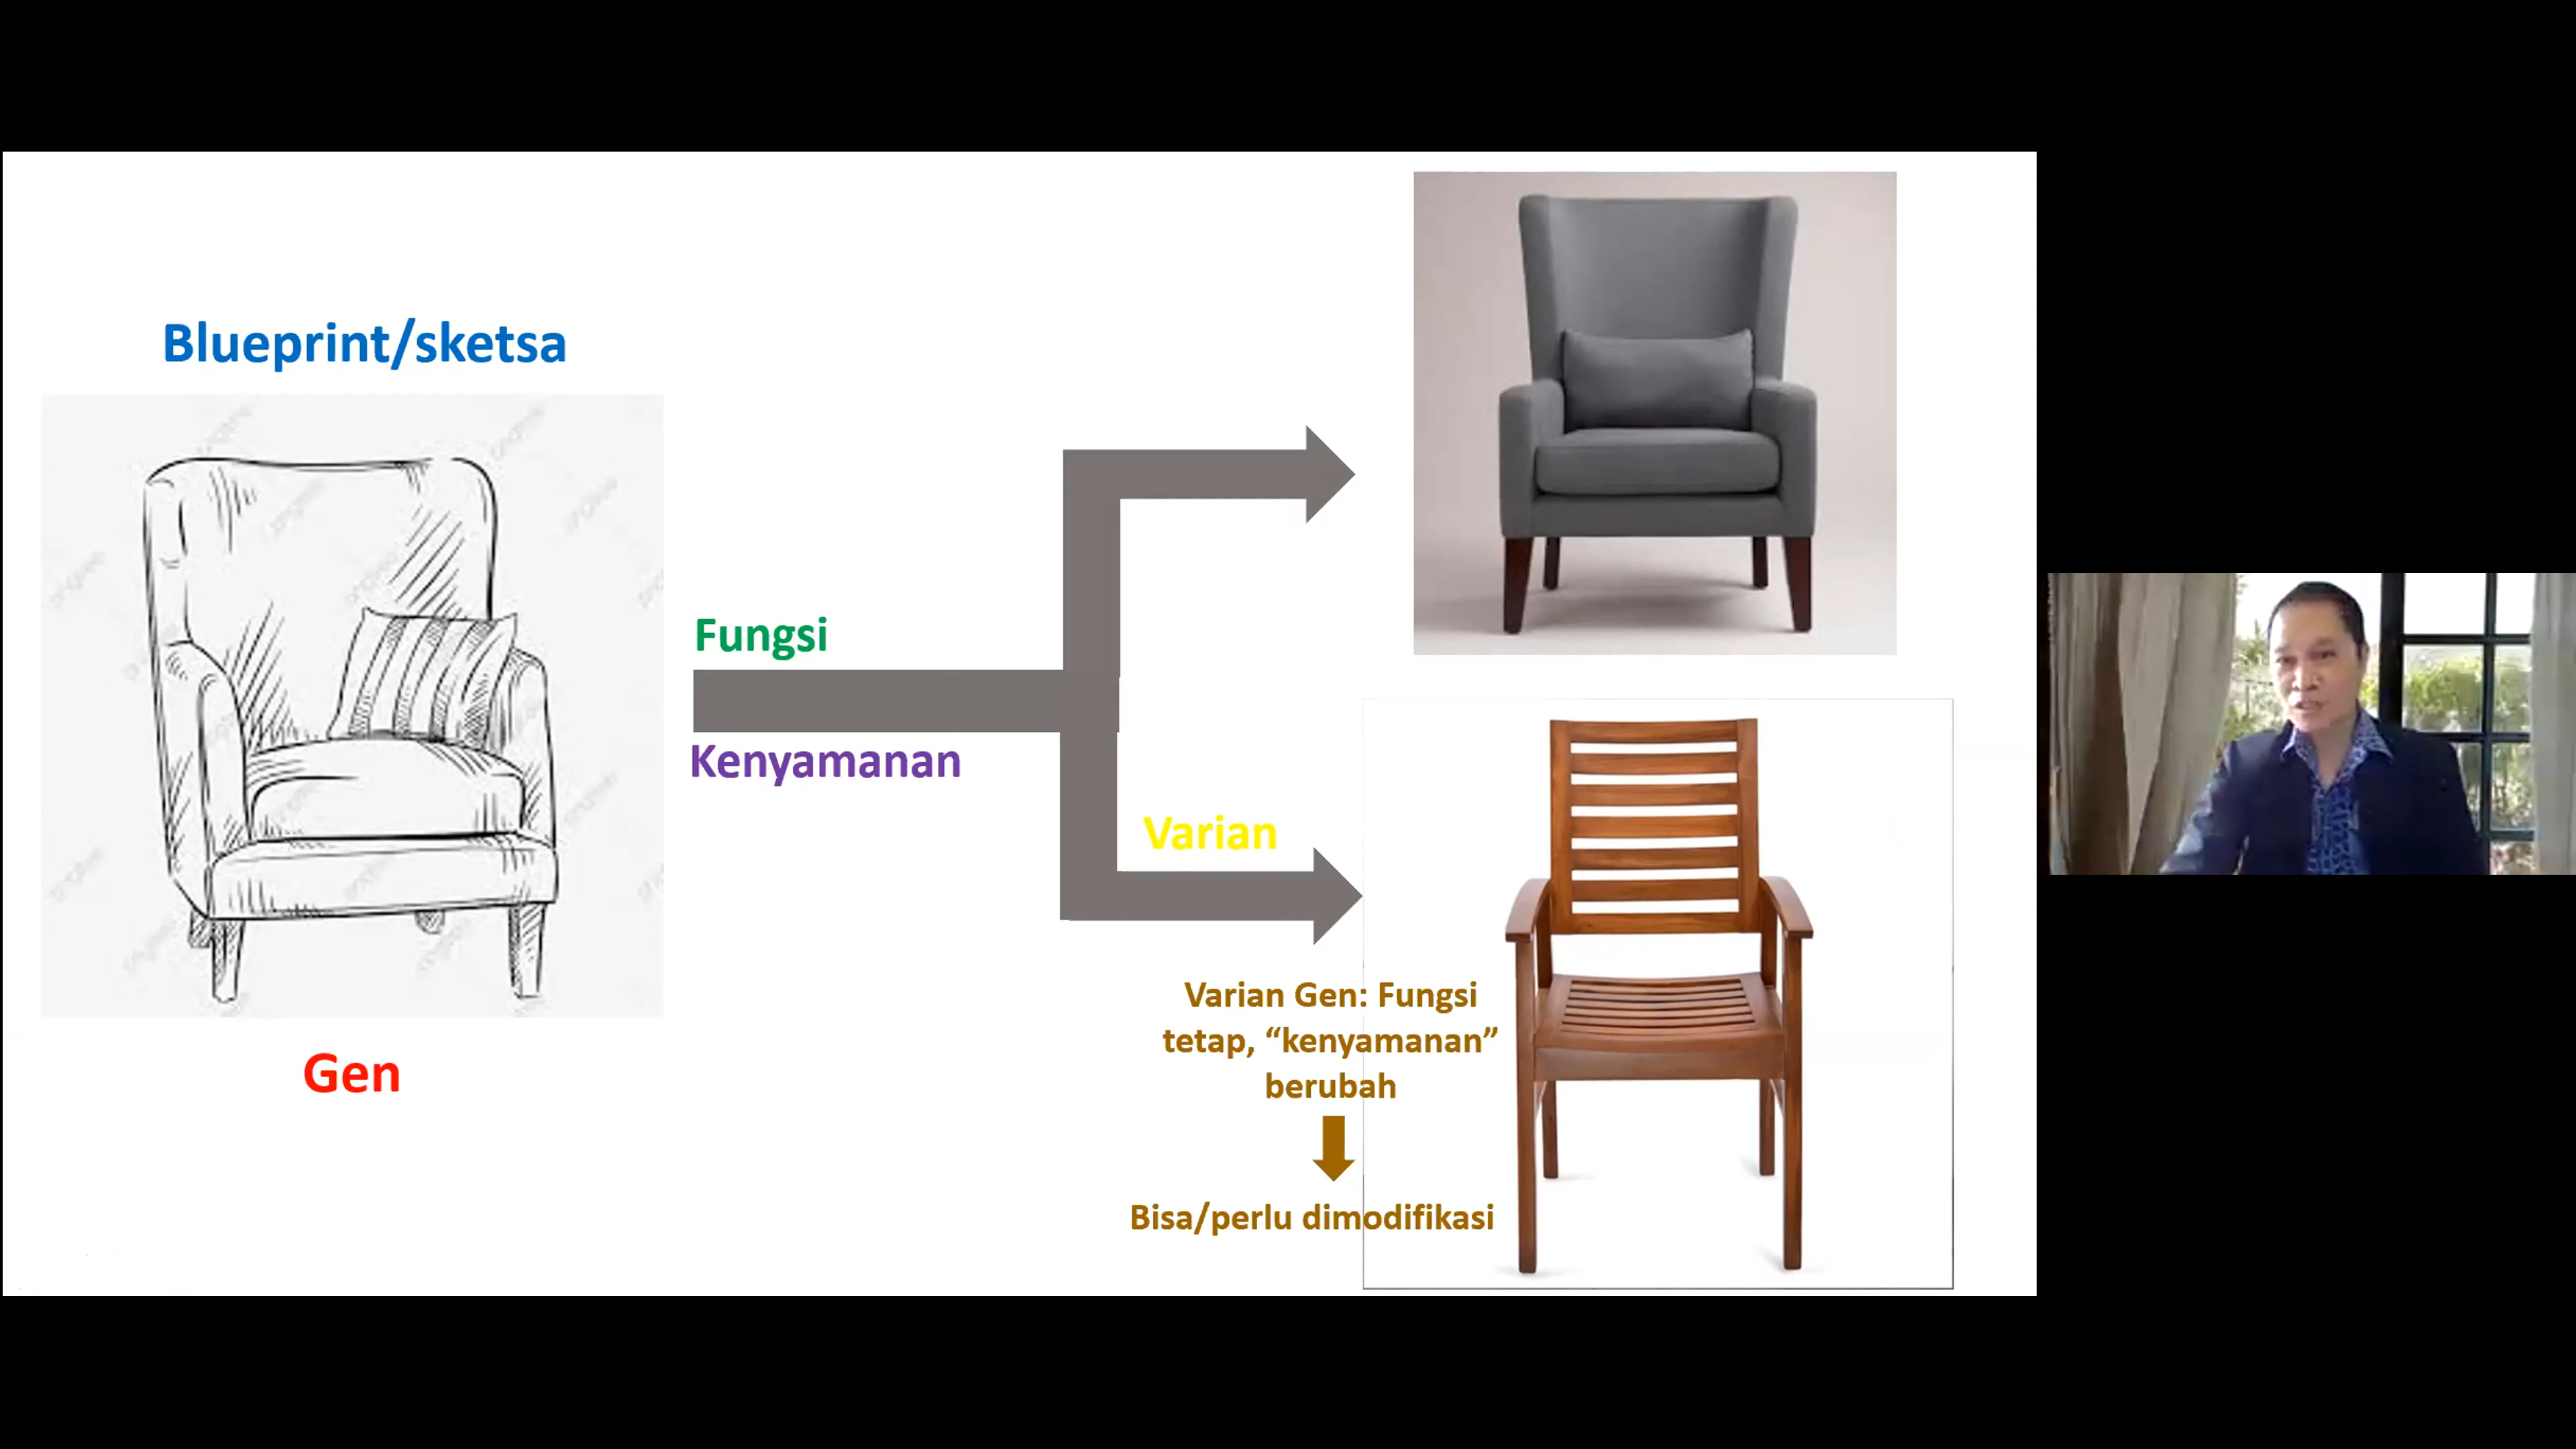 Blueprint/sketsa
Gen
Fungsi
Kenyamanan
Varian
Varian Gen: Fungsi
tetap, “kenyamanan”
berubah
Bisa/perlu dimodifikasi